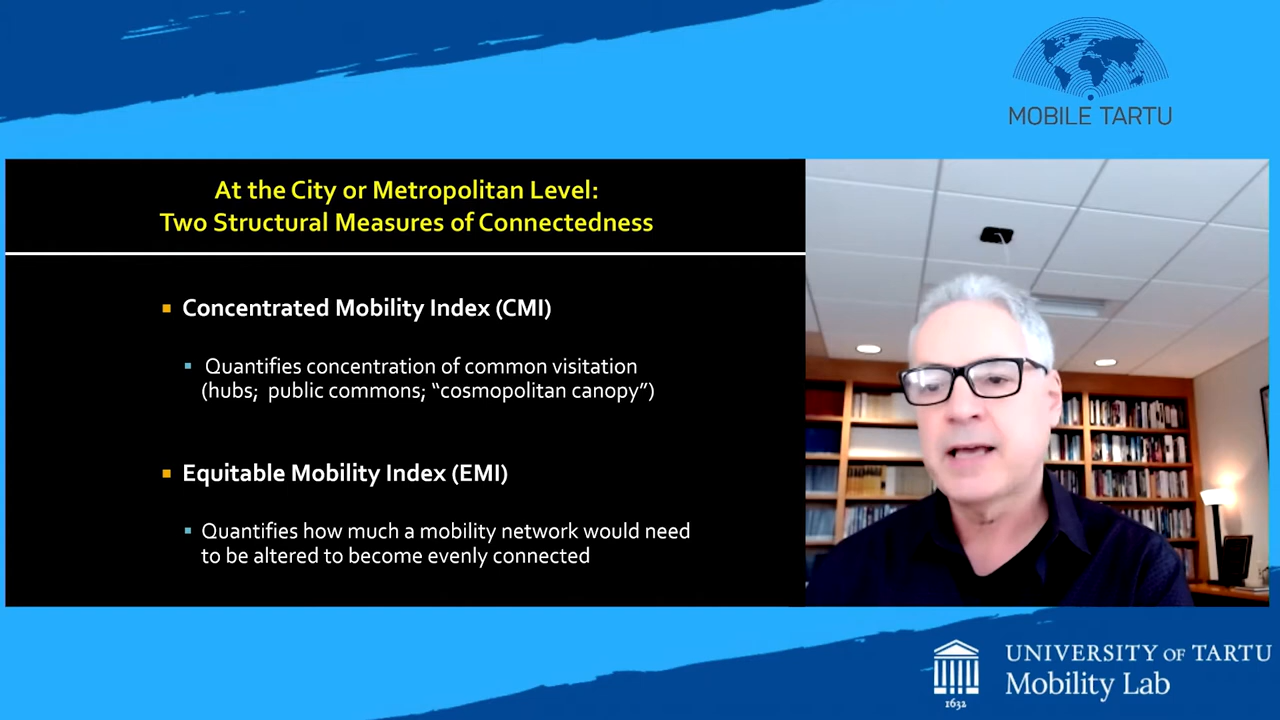 MOBILE TARTU
At the City or Metropolitan Level:
Two Structural Measures of Connectedness
▪ Concentrated Mobility Index (CMI)
▪ Quantifies concentration of common visitation
(hubs; public commons; “cosmopolitan canopy”)
▪ Equitable Mobility Index (EMI)
▪ Quantifies how much a mobility network would need
to be altered to become evenly connected
1632
UNIVERSITY OF TARTU
Mobility Lab